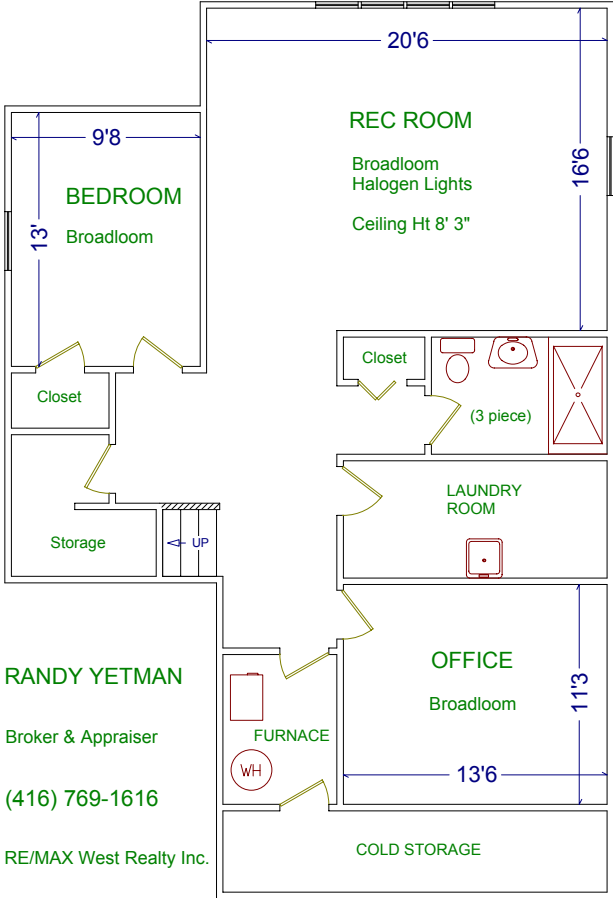 20'6
REC ROOM
Broadloom
Halogen Lights
Ceiling Ht 8' 3"
16'6
9'8
13'
BEDROOM
Broadloom
Closet
Closet
(3 piece)
LAUNDRY
ROOM
Storage
UP
OFFICE
Broadloom
11'3
13'6
FURNACE
WH
COLD STORAGE
RANDY YETMAN
Broker & Appraiser
(416) 769-1616
RE/MAX West Realty Inc.